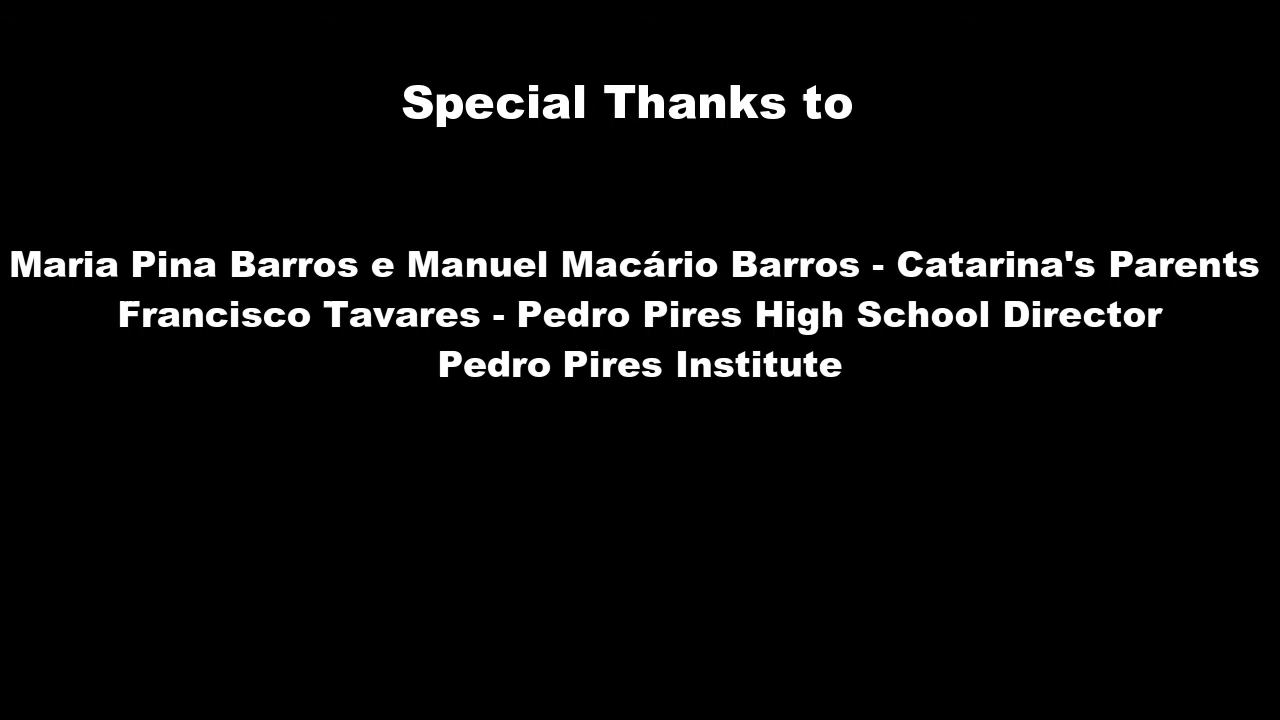 Special Thanks to
Maria Pina Barros e Manuel Macário Barros - Catarina's Parents
Francisco Tavares - Pedro Pires High School Director
Pedro Pires Institute